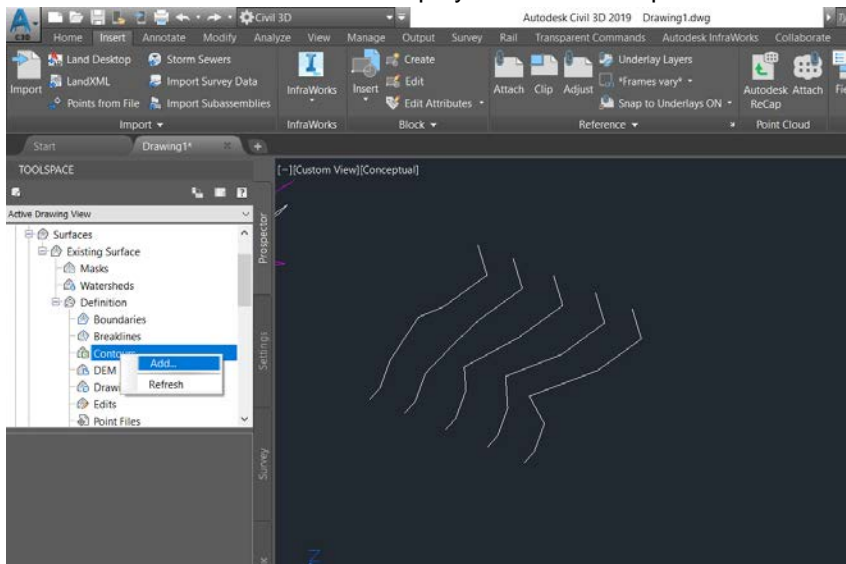 Civil 3D
Autodesk Civil 3D 2019 Drawing1.dwg
C3D
Home Insert Annotate Modify Analyze View Manage Output Survey Rail Transparent Commands Autodesk InfraWorks Collaborate
Import
Land Desktop
LandXML
Points from File
Storm Sewers
Import Survey Data
Import Subassemblies
InfraWorks
Insert
Create
Edit
Edit Attributes
Attach
Clip
Adjust
Underlay Layers
*Frames vary*
Snap to Underlays ON
Autodesk
ReCap
Attach
Import InfraWorks Block Reference Point Cloud
Start Drawing1*
TOOLSPACE
[-][Custom View][Conceptual]
Active Drawing View
Surfaces
Existing Surface
Masks
Watersheds
Definition
Boundaries
Breaklines
Add...
DEM
Refresh
Edits
Point Files
Prospector
Settings
Survey
Z